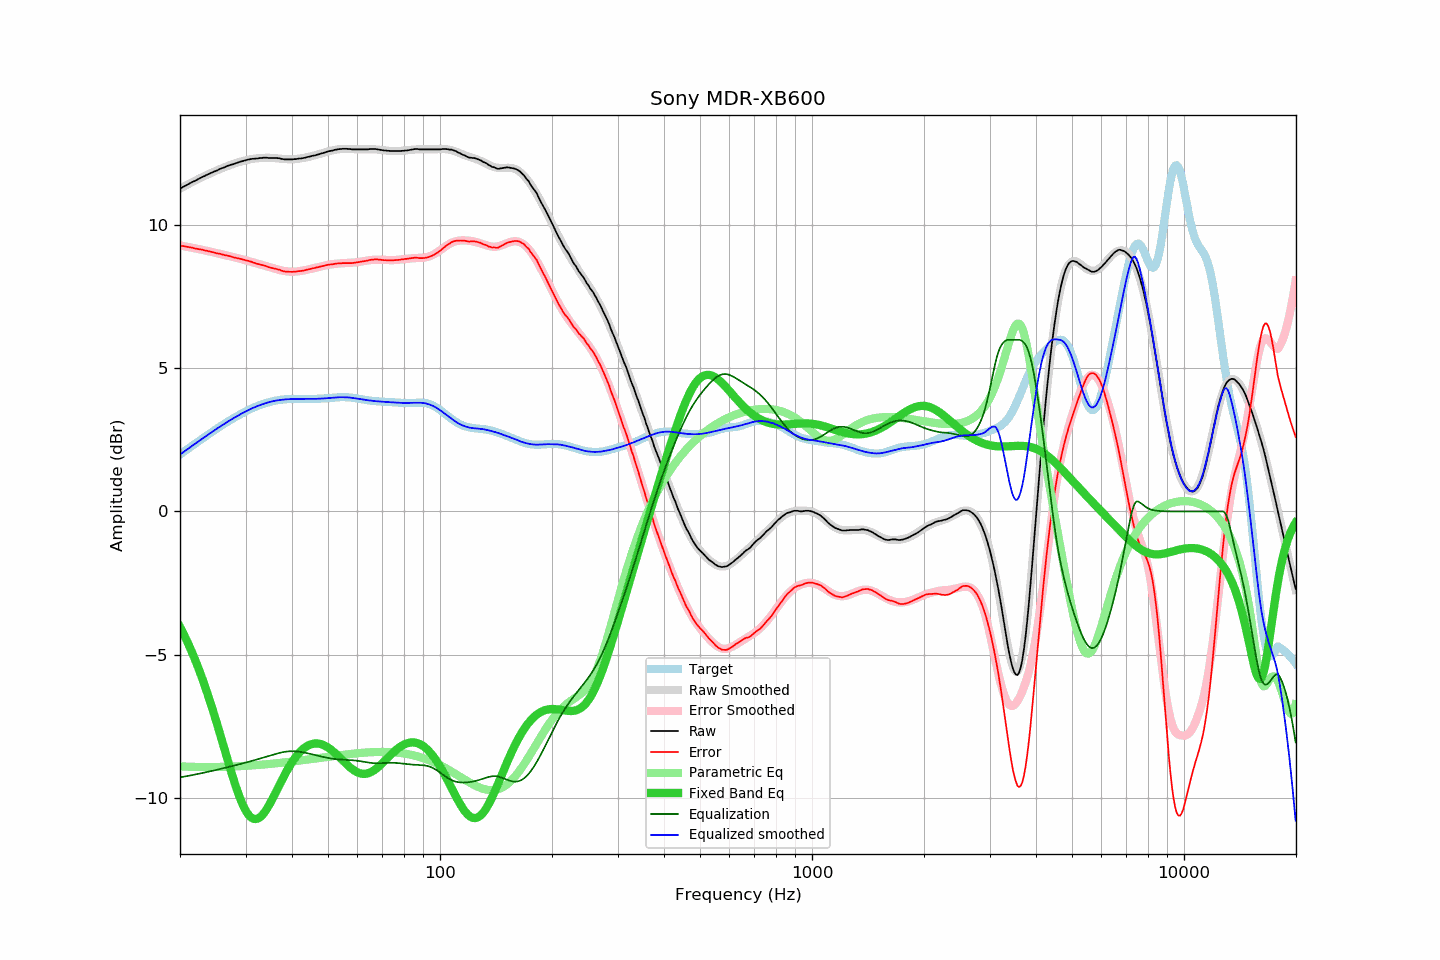 Sony MDR-XB600
Amplitude (dBr)
10
5
0
−5
−10
Target
Raw Smoothed
Error Smoothed
Raw
Error
Parametric Eq
Fixed Band Eq
Equalization
Equalized smoothed
100 1000 10000
Frequency (Hz)